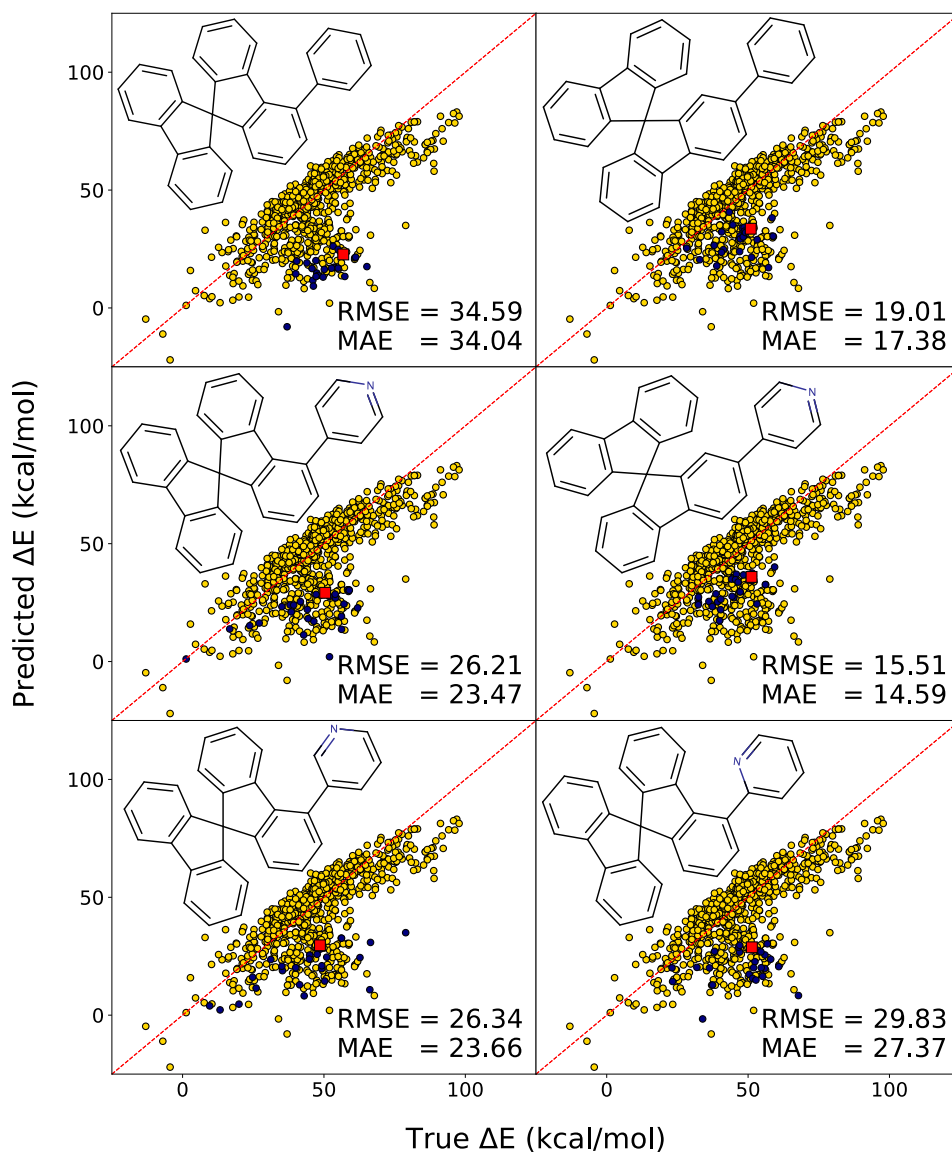 100
50
0
RMSE = 34.59
MAE = 34.04
RMSE = 19.01
MAE = 17.38
N
N
100
50
0
RMSE = 26.21
MAE = 23.47
RMSE = 15.51
MAE = 14.59
N
N
100
50
0
RMSE = 26.34
MAE = 23.66
RMSE = 29.83
MAE = 27.37
0 50 100 0 50 100
Predicted ΔE (kcal/mol)
True ΔE (kcal/mol)